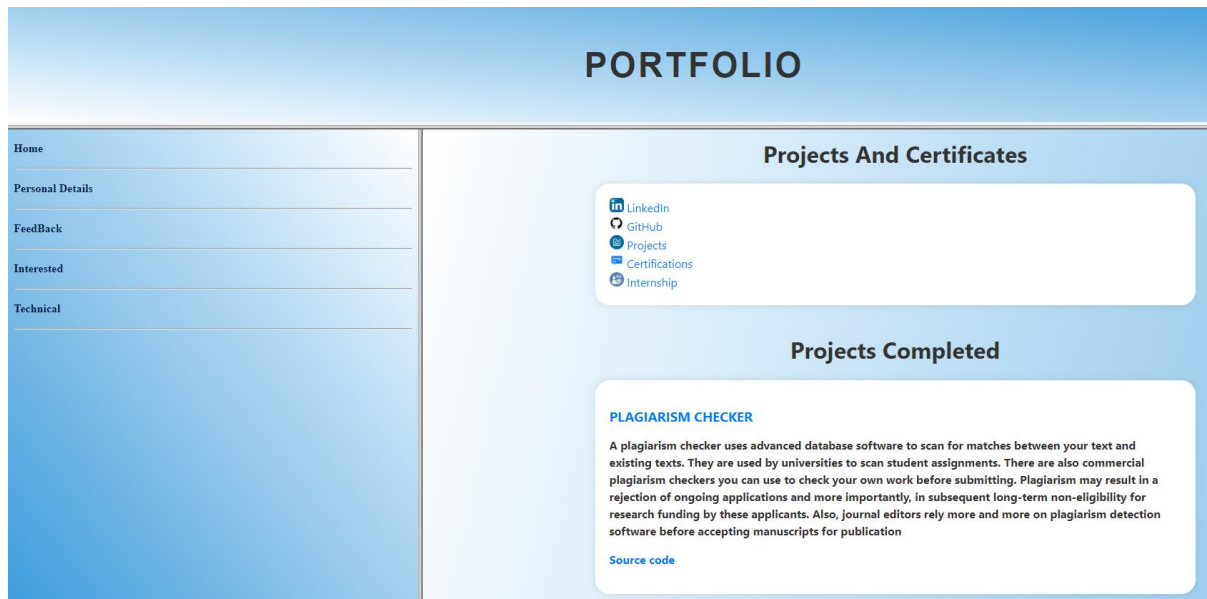 PORTFOLIO
Home
Personal Details
FeedBack
Interested
Technical
Projects And Certificates
LinkedIn
GitHub
Projects
Certifications
Internship
Projects Completed
PLAGIARISM CHECKER
A plagiarism checker uses advanced database software to scan for matches between your text and
existing texts. They are used by universities to scan student assignments. There are also commercial
plagiarism checkers you can use to check your own work before submitting. Plagiarism may result in a
rejection of ongoing applications and more importantly, in subsequent long-term non-eligibility for
research funding by these applicants. Also, journal editors rely more and more on plagiarism detection
software before accepting manuscripts for publication
Source code